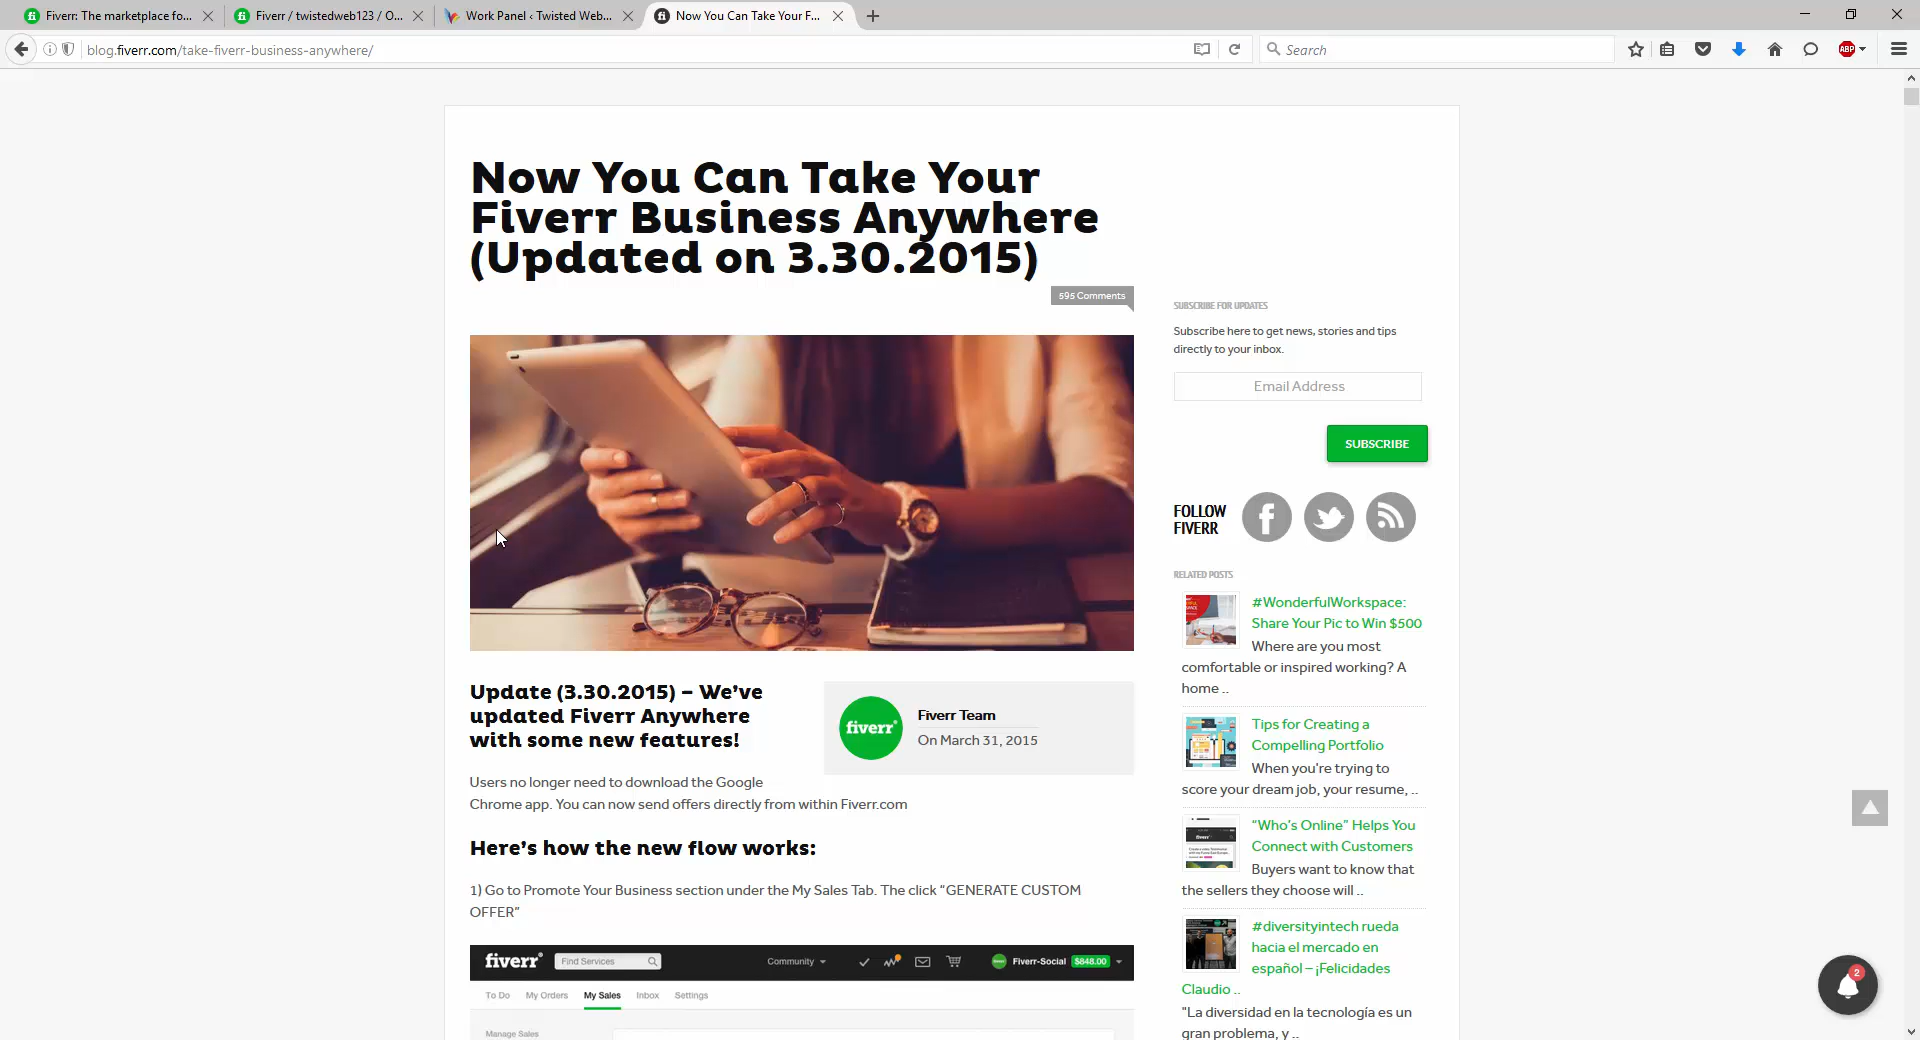 Fiverr: The marketplace fo...
Fiverr / twistedweb123 / O...
Work Panel ‹ Twisted Web...
Now You Can Take Your F...
blog.fiverr.com/take-fiverr-business-anywhere/
Search
ABP
Now You Can Take Your
Fiverr Business Anywhere
(Updated on 3.30.2015)
595 Comments
SUBSCRIBE FOR UPDATES
Subscribe here to get news, stories and tips
directly to your inbox.
Email Address
SUBSCRIBE
FOLLOW
FIVERR
Update (3.30.2015) – We've
updated Fiverr Anywhere
with some new features!
fiverr
Fiverr Team
On March 31, 2015
Users no longer need to download the Google
Chrome app. You can now send offers directly from within Fiverr.com
Here's how the new flow works:
1) Go to Promote Your Business section under the My Sales Tab. The click “GENERATE CUSTOM
OFFER”
fiverr
Find Services
Community
Fiverr-Social
$848.00
To Do
My Orders
My Sales
Inbox
Settings
Manage Sales
RELATED POSTS
#WonderfulWorkspace:
Share Your Pic to Win $500
Where are you most
comfortable or inspired working? A
home ..
Tips for Creating a
Compelling Portfolio
When you're trying to
score your dream job, your resume, ..
“Who's Online” Helps You
Connect with Customers
Buyers want to know that
the sellers they choose will ..
#diversityintech rueda
hacia el mercado en
español – ¡Felicidades
Claudio ..
"La diversidad en la tecnología es un
gran problema, y ..
2